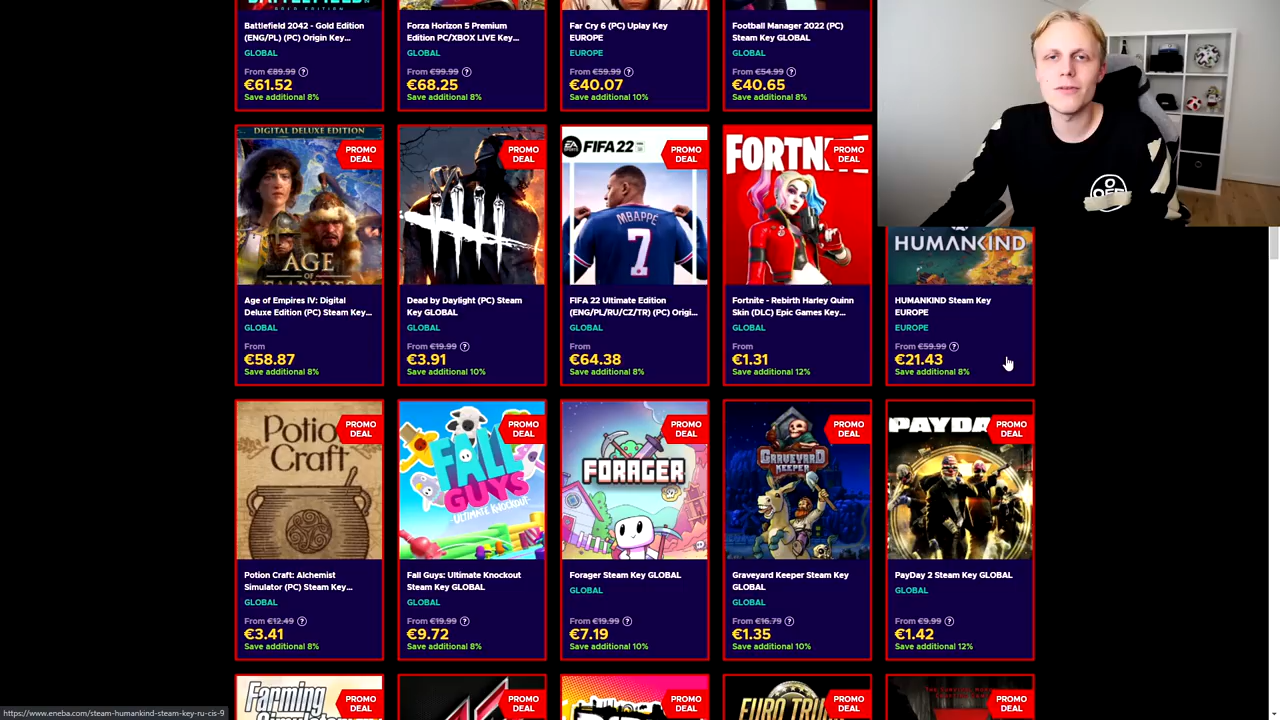 Battlefield 2042 - Gold Edition
(ENG/PL) (PC) Origin Key...
GLOBAL
From €89.99 ?
€61.52
Save additional 8%
Forza Horizon 5 Premium
Edition PC/XBOX LIVE Key...
GLOBAL
From €99.99 ?
€68.25
Save additional 8%
Far Cry 6 (PC) Uplay Key
EUROPE
EUROPE
From €59.99 ?
€40.07
Save additional 10%
Football Manager 2022 (PC)
Steam Key GLOBAL
GLOBAL
From €54.99 ?
€40.65
Save additional 8%
OFF
DIGITAL DELUXE EDITION
PROMO
DEAL
AGE
OF
EMPIRES
Age of Empires IV: Digital
Deluxe Edition (PC) Steam Key...
GLOBAL
From
€58.87
Save additional 8%
PROMO
DEAL
Dead by Daylight (PC) Steam
Key GLOBAL
GLOBAL
From €19.99 ?
€3.91
Save additional 10%
EA
SPORTS
FIFA 22
PROMO
DEAL
MBAPPÉ
7
FIFA 22 Ultimate Edition
(ENG/PL/RU/CZ/TR) (PC) Origi...
GLOBAL
From
€64.38
Save additional 8%
FORTN
PROMO
DEAL
Fortnite - Rebirth Harley Quinn
Skin (DLC) Epic Games Key...
GLOBAL
From
€1.31
Save additional 12%
HUMANKIND
HUMANKIND Steam Key
EUROPE
EUROPE
From €59.99 ?
€21.43
Save additional 8%
Potio
Craft
PROMO
DEAL
Potion Craft: Alchemist
Simulator (PC) Steam Key...
GLOBAL
From €12.49 ?
€3.41
Save additional 8%
FALL
GUYS
ULTIMATE KNOCKOUT
PROMO
DEAL
Fall Guys: Ultimate Knockout
Steam Key GLOBAL
GLOBAL
From €19.99 ?
€9.72
Save additional 8%
FORAGER
PROMO
DEAL
Forager Steam Key GLOBAL
GLOBAL
From €19.99 ?
€7.19
Save additional 10%
GRAVEYARD
KEEPER
PROMO
DEAL
Graveyard Keeper Steam Key
GLOBAL
GLOBAL
From €16.79 ?
€1.35
Save additional 10%
PAYDA
PROMO
DEAL
PayDay 2 Steam Key GLOBAL
GLOBAL
From €9.99 ?
€1.42
Save additional 12%
Farming
PROMO
DEAL
PROMO
DEAL
PROMO
DEAL
EURO TRU
PROMO
DEAL
PROMO
DEAL
https://www.eneba.com/steam-humankind-steam-key-ru-cis-9